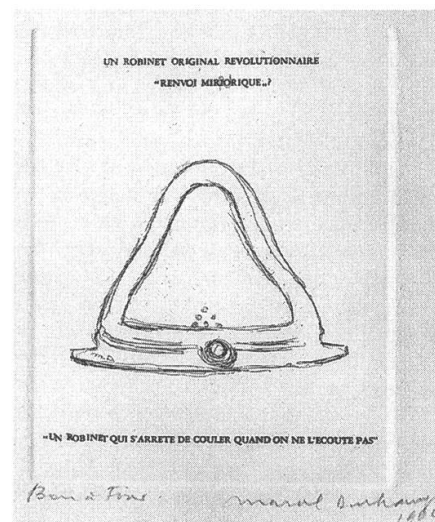 UN ROBINET ORIGINAL REVOLUTIONNAIRE
"RENVOI MIRIORIQUE„?
M.D
"UN ROBINET QUI S'ARRETE DE COULER QUAND ON NE L'ECOUTE PAS"
Bon à Tirer. Marcel Duchamp